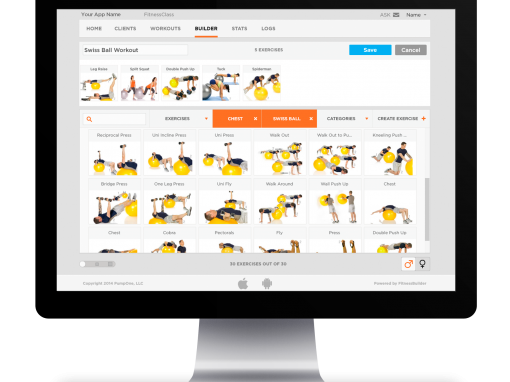 Your App Name FitnessClass ASK Name
HOME CLIENTS WORKOUTS BUILDER STATS LOGS
Swiss Ball Workout 5 EXERCISES Save Cancel
Leg Raise Split Squat Double Push Up Tuck Spiderman
EXERCISES CHEST × SWISS BALL × CATEGORIES CREATE EXERCISE +
Reciprocal Press Uni Incline Press Uni Press Walk Out Walk Out to Pu... Kneeling Push ...
Bridge Press One Leg Press Uni Fly Walk Around Wall Push Up Chest
Chest Cobra Pectorals Fly Press Double Push Up
30 EXERCISES OUT OF 30
Copyright 2014 PumpOne, LLC Powered by FitnessBuilder